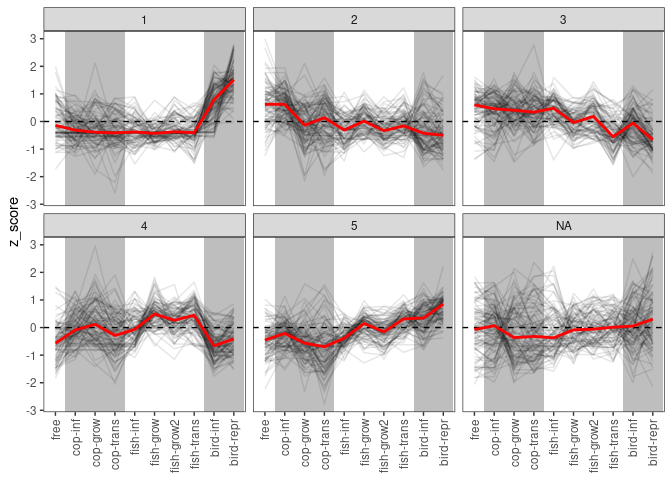 1
2
3
3
2
1
0
-1
-2
-3
z_score
4
5
NA
3
2
1
0
-1
-2
-3
free
cop-inf
cop-grow
cop-trans
fish-inf
fish-grow
fish-grow2
fish-trans
bird-inf
bird-repr
free
cop-inf
cop-grow
cop-trans
fish-inf
fish-grow
fish-grow2
fish-trans
bird-inf
bird-repr
free
cop-inf
cop-grow
cop-trans
fish-inf
fish-grow
fish-grow2
fish-trans
bird-inf
bird-repr